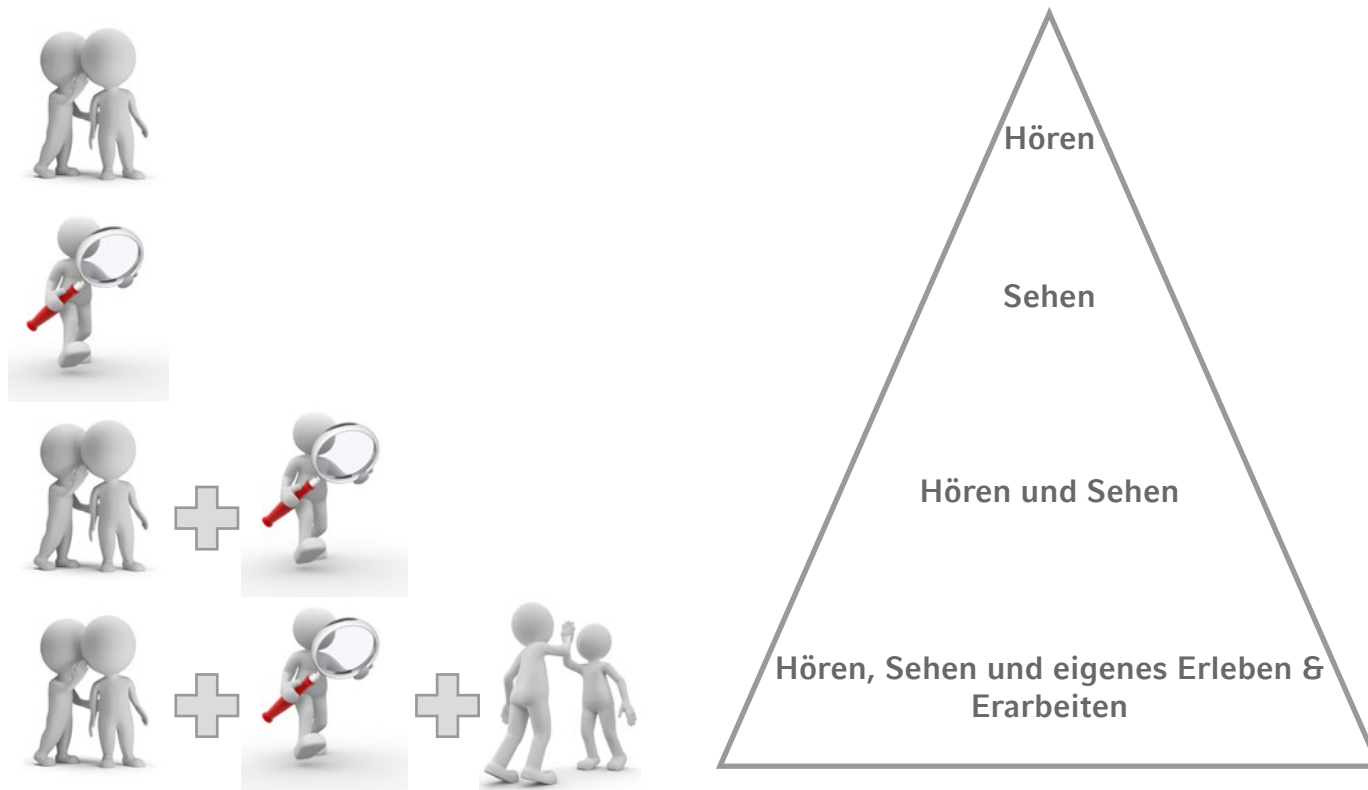 Hören
Sehen
Hören und Sehen
Hören, Sehen und eigenes Erleben &
Erarbeiten